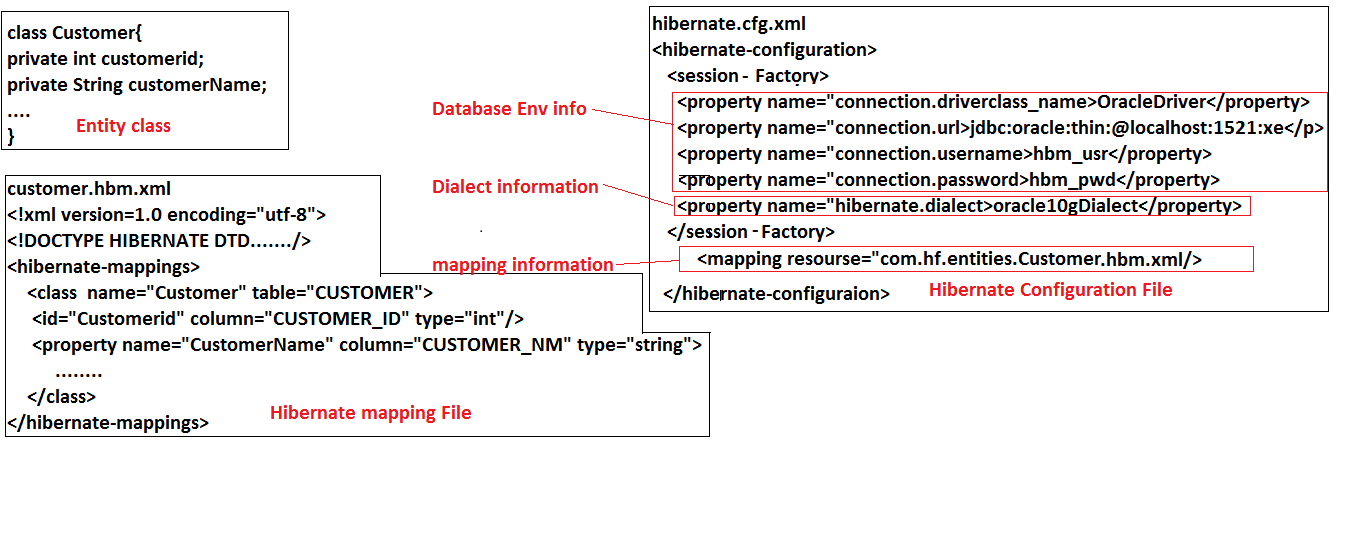 class Customer{
private int customerid;
private String customerName;
....
}
Entity class
customer.hbm.xml
<!xml version=1.0 encoding="utf-8">
<!DOCTYPE HIBERNATE DTD......./>
<hibernate-mappings>
<class  name="Customer" table="CUSTOMER">
<id="Customerid" column="CUSTOMER_ID" type="int"/>
<property name="CustomerName" column="CUSTOMER_NM" type="string">
........
</class>
</hibernate-mappings>
Hibernate mapping File
Database Env info
Dialect information
mapping information
hibernate.cfg.xml
<hibernate-configuration>
<session - Factory>
<property name="connection.driverclass_name>OracleDriver</property>
<property name="connection.url>jdbc:oracle:thin:@localhost:1521:xe</p>
<property name="connection.username>hbm_usr</property>
<property name="connection.password>hbm_pwd</property>
<property name="hibernate.dialect>oracle10gDialect</property>
</session - Factory>
<mapping resourse="com.hf.entities.Customer.hbm.xml/>
</hibernate-configuraion>
Hibernate Configuration File